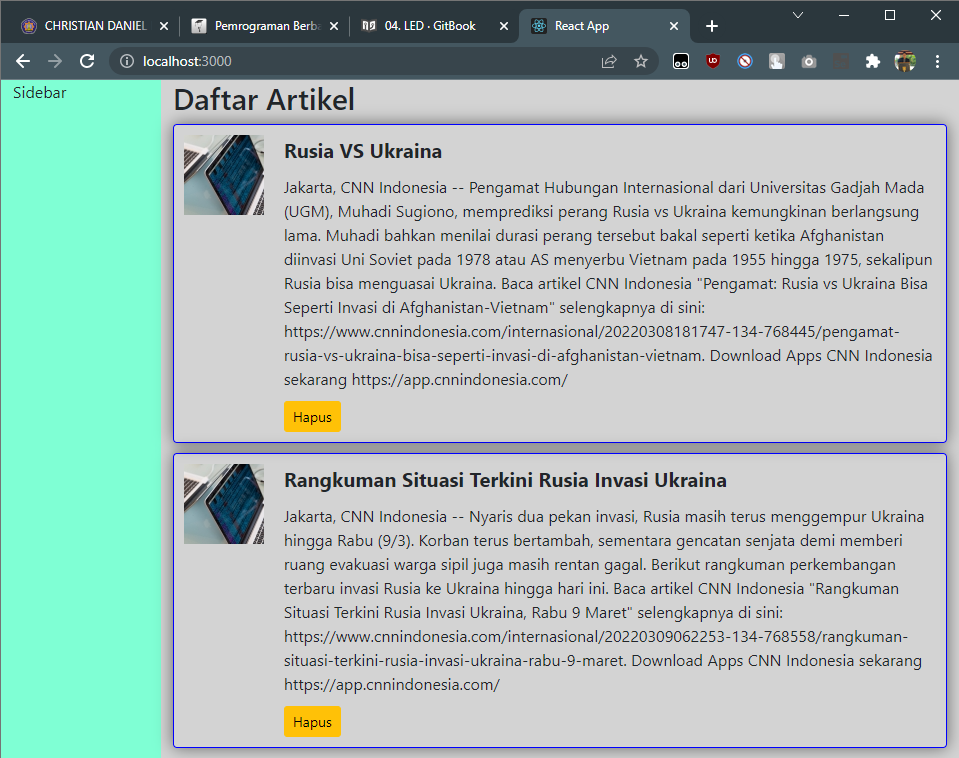 CHRISTIAN DANIEL
Pemrograman Berba
04. LED · GitBook
React App
localhost:3000
Sidebar
Daftar Artikel
Rusia VS Ukraina
Jakarta, CNN Indonesia -- Pengamat Hubungan Internasional dari Universitas Gadjah Mada
(UGM), Muhadi Sugiono, memprediksi perang Rusia vs Ukraina kemungkinan berlangsung
lama. Muhadi bahkan menilai durasi perang tersebut bakal seperti ketika Afghanistan
diinvasi Uni Soviet pada 1978 atau AS menyerbu Vietnam pada 1955 hingga 1975, sekalipun
Rusia bisa menguasai Ukraina. Baca artikel CNN Indonesia "Pengamat: Rusia vs Ukraina Bisa
Seperti Invasi di Afghanistan-Vietnam" selengkapnya di sini:
https://www.cnnindonesia.com/internasional/20220308181747-134-768445/pengamat-
rusia-vs-ukraina-bisa-seperti-invasi-di-afghanistan-vietnam. Download Apps CNN Indonesia
sekarang https://app.cnnindonesia.com/
Hapus
Rangkuman Situasi Terkini Rusia Invasi Ukraina
Jakarta, CNN Indonesia -- Nyaris dua pekan invasi, Rusia masih terus menggempur Ukraina
hingga Rabu (9/3). Korban terus bertambah, sementara gencatan senjata demi memberi
ruang evakuasi warga sipil juga masih rentan gagal. Berikut rangkuman perkembangan
terbaru invasi Rusia ke Ukraina hingga hari ini. Baca artikel CNN Indonesia "Rangkuman
Situasi Terkini Rusia Invasi Ukraina, Rabu 9 Maret" selengkapnya di sini:
https://www.cnnindonesia.com/internasional/20220309062253-134-768558/rangkuman-
situasi-terkini-rusia-invasi-ukraina-rabu-9-maret. Download Apps CNN Indonesia sekarang
https://app.cnnindonesia.com/
Hapus